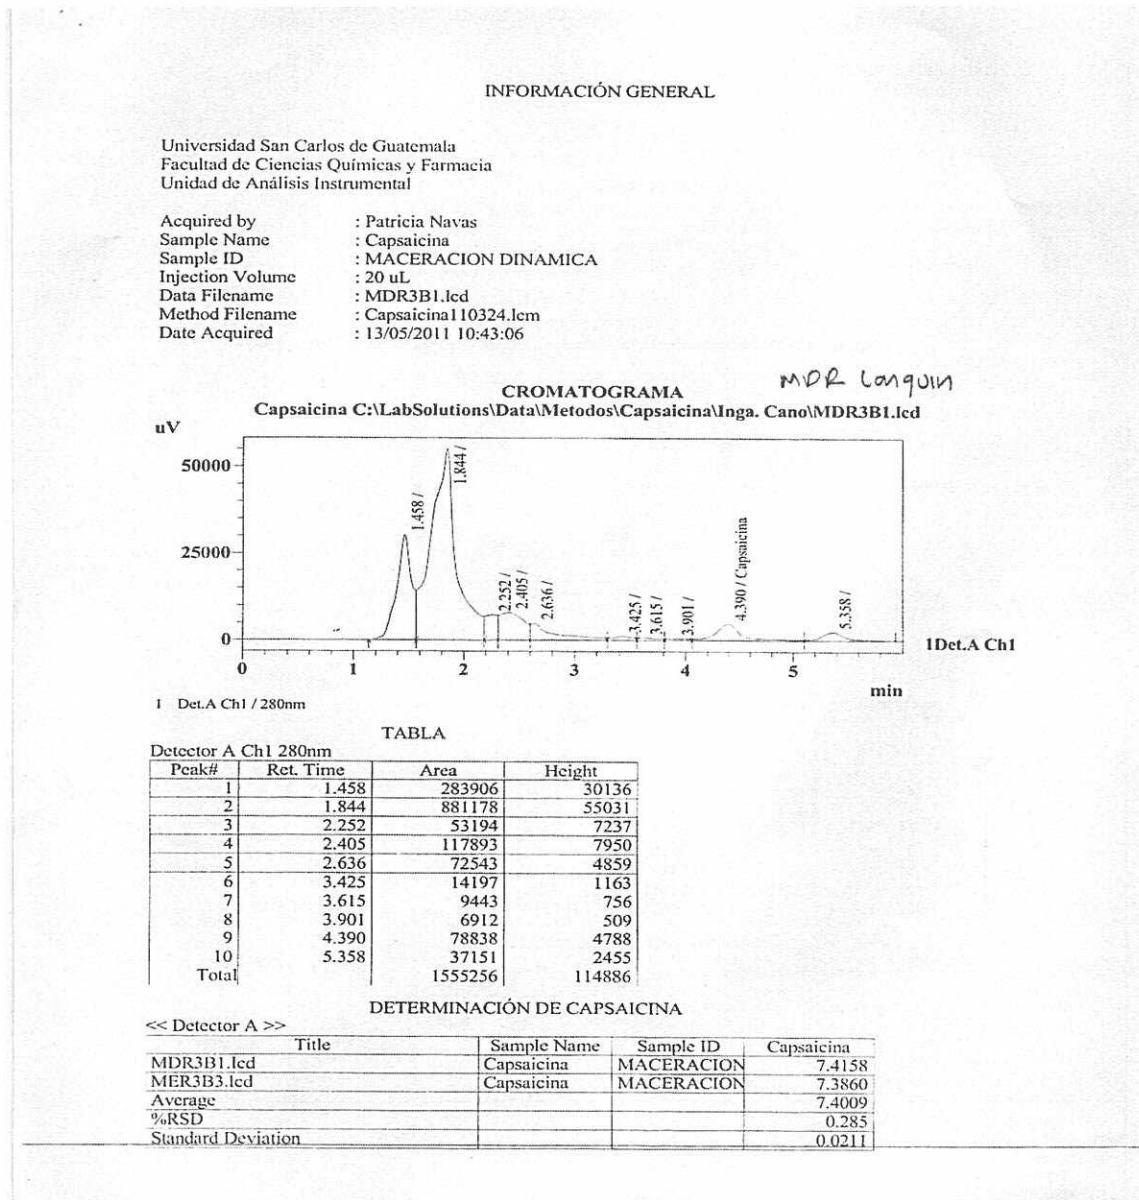 INFORMACIÓN GENERAL
Universidad San Carlos de Guatemala
Facultad de Ciencias Químicas y Farmacia
Unidad de Análisis Instrumental
Acquired by : Patricia Navas
Sample Name : Capsaicina
Sample ID : MACERACION DINAMICA
Injection Volume : 20 uL
Data Filename : MDR3B1.lcd
Method Filename : Capsaicina110324.lcm
Date Acquired : 13/05/2011 10:43:06
MDR Lanquin
CROMATOGRAMA
Capsaicina C:\LabSolutions\Data\Metodos\Capsaicina\Inga. Cano\MDR3B1.lcd
uV
50000
25000
0
1.458 /
1.844 /
2.252 /
2.405 /
2.636 /
3.425 /
3.615 /
3.901 /
4.390 / Capsaicina
5.358 /
1Det.A Ch1
0 1 2 3 4 5
min
1 Det.A Ch1 / 280nm
TABLA
Detector A Ch1 280nm
Peak# Ret. Time Area Height
1 1.458 283906 30136
2 1.844 881178 55031
3 2.252 53194 7237
4 2.405 117893 7950
5 2.636 72543 4859
6 3.425 14197 1163
7 3.615 9443 756
8 3.901 6912 509
9 4.390 78838 4788
10 5.358 37151 2455
Total 1555256 114886
DETERMINACIÓN DE CAPSAICINA
<< Detector A >>
Title Sample Name Sample ID Capsaicina
MDR3B1.lcd Capsaicina MACERACION 7.4158
MER3B3.lcd Capsaicina MACERACION 7.3860
Average 7.4009
%RSD 0.285
Standard Deviation 0.0211